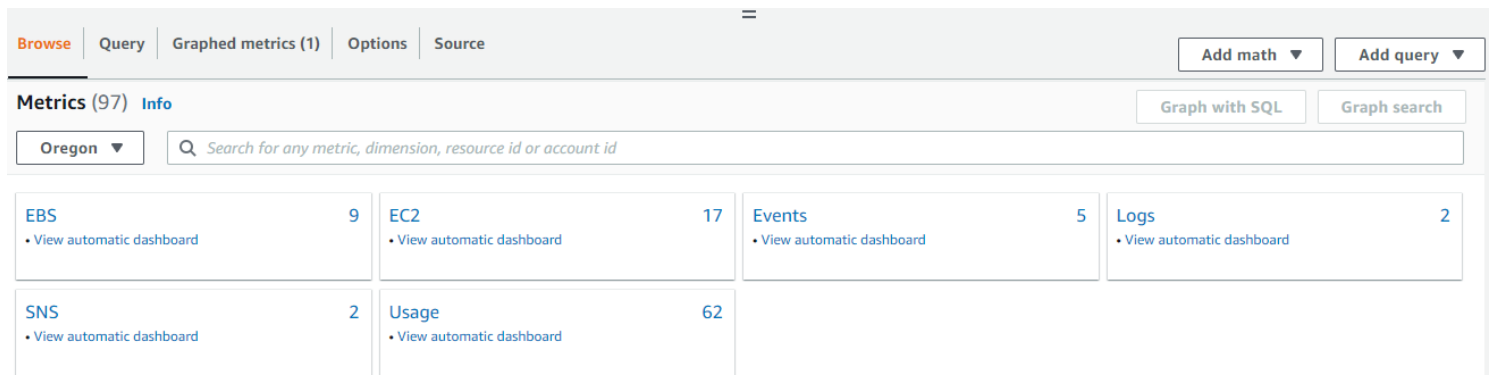 Browse Query Graphed metrics (1) Options Source
Add math ▼ Add query ▼
Metrics (97) Info
Graph with SQL Graph search
Oregon ▼ Search for any metric, dimension, resource id or account id
EBS 9 EC2 17 Events 5 Logs 2
• View automatic dashboard • View automatic dashboard • View automatic dashboard • View automatic dashboard
SNS 2 Usage 62
• View automatic dashboard • View automatic dashboard